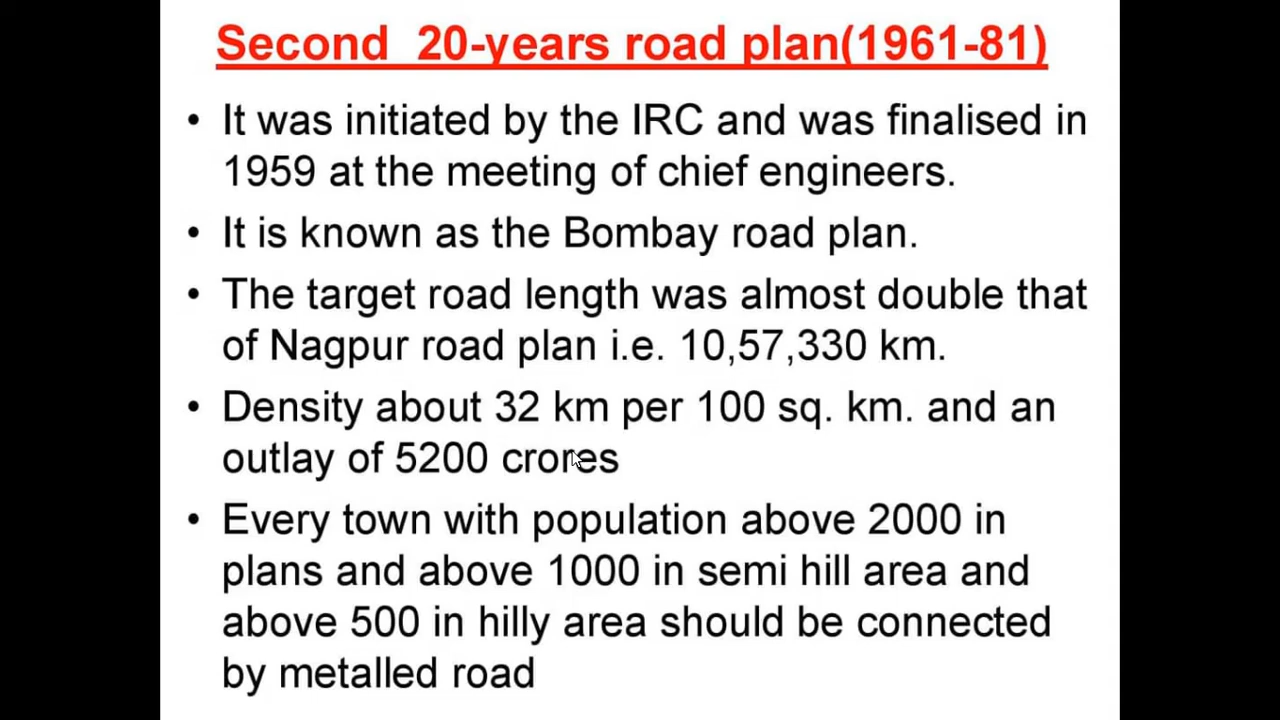 Second 20-years road plan(1961-81)
• It was initiated by the IRC and was finalised in
1959 at the meeting of chief engineers.
• It is known as the Bombay road plan.
• The target road length was almost double that
of Nagpur road plan i.e. 10,57,330 km.
• Density about 32 km per 100 sq. km. and an
outlay of 5200 crores
• Every town with population above 2000 in
plans and above 1000 in semi hill area and
above 500 in hilly area should be connected
by metalled road